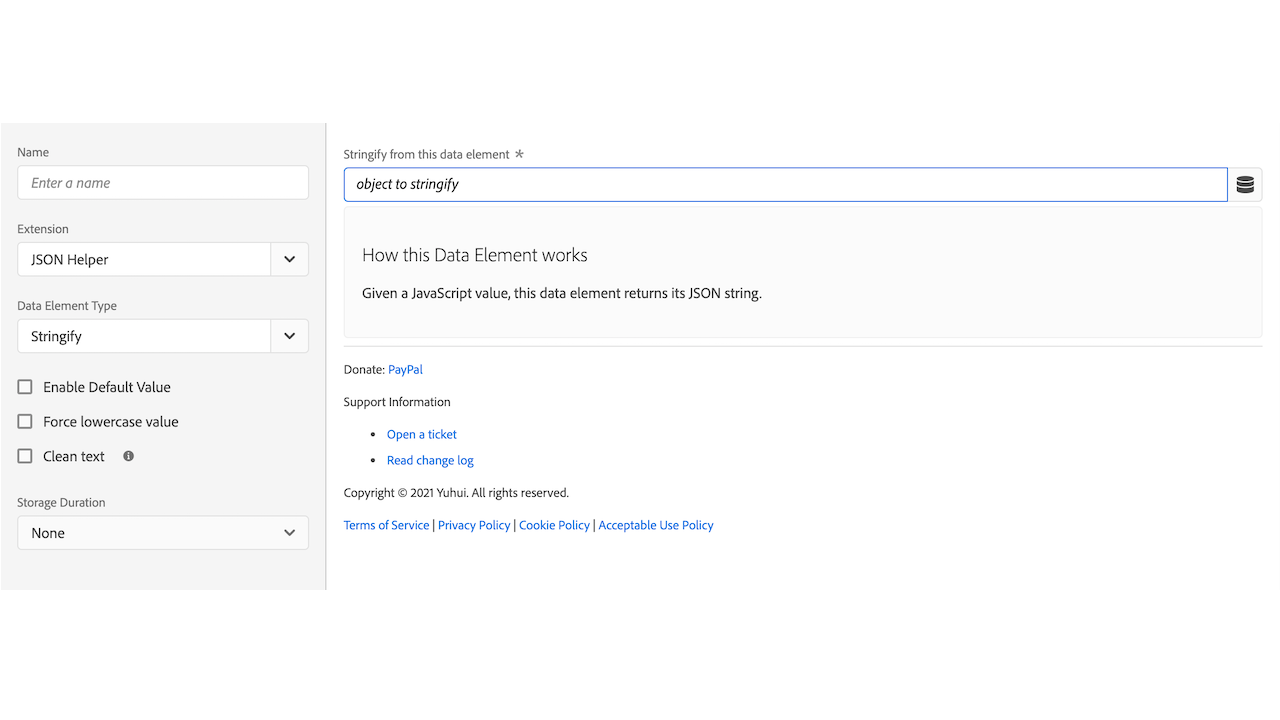 Name
Enter a name
Extension
JSON Helper
Data Element Type
Stringify
Enable Default Value
Force lowercase value
Clean text
Storage Duration
None
Stringify from this data element *
object to stringify
How this Data Element works
Given a JavaScript value, this data element returns its JSON string.
Donate: PayPal
Support Information
• Open a ticket
• Read change log
Copyright © 2021 Yuhui. All rights reserved.
Terms of Service | Privacy Policy | Cookie Policy | Acceptable Use Policy